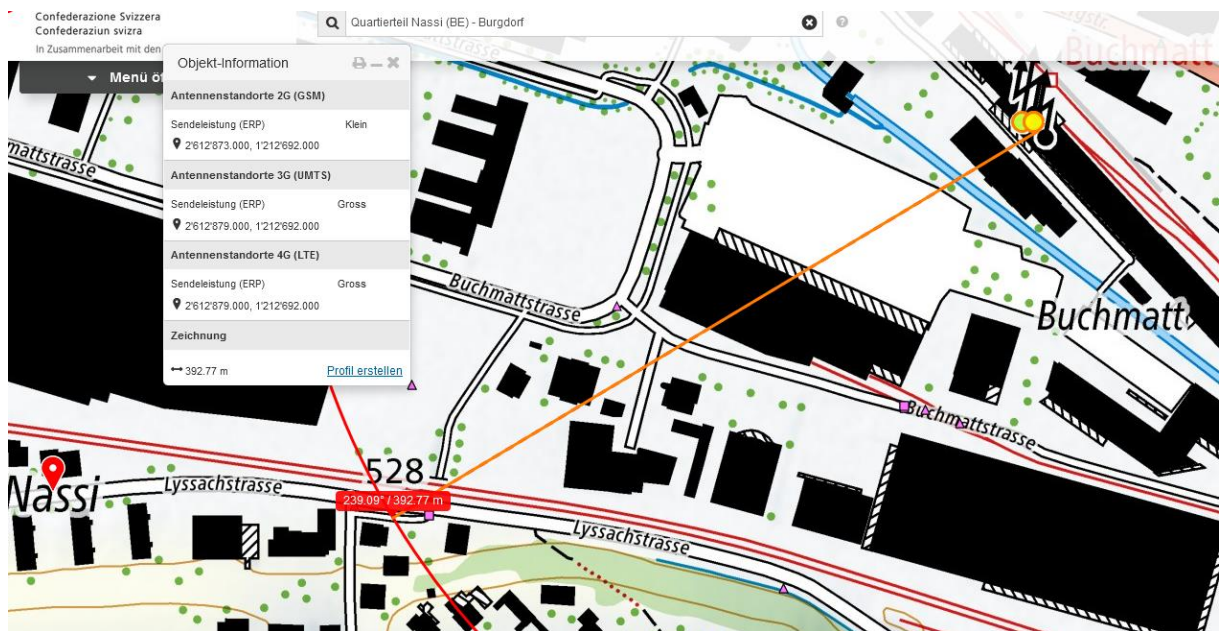 Confederazione Svizzera
Confederaziun svizra
In Zusammenarbeit mit den
Quartierteil Nassi (BE) - Burgdorf
Menü öf
Objekt-Information
Antennenstandorte 2G (GSM)
Sendeleistung (ERP) Klein
2'612'873.000, 1'212'692.000
Antennenstandorte 3G (UMTS)
Sendeleistung (ERP) Gross
2'612'879.000, 1'212'692.000
Antennenstandorte 4G (LTE)
Sendeleistung (ERP) Gross
2'612'879.000, 1'212'692.000
Zeichnung
392.77 m Profil erstellen
Buchmatt
mattstrasse
Buchmattstrasse
Buchmatt
Buchmattstrasse
528
Nassi
Lyssachstrasse
239.09° / 392.77 m
Lyssachstrasse